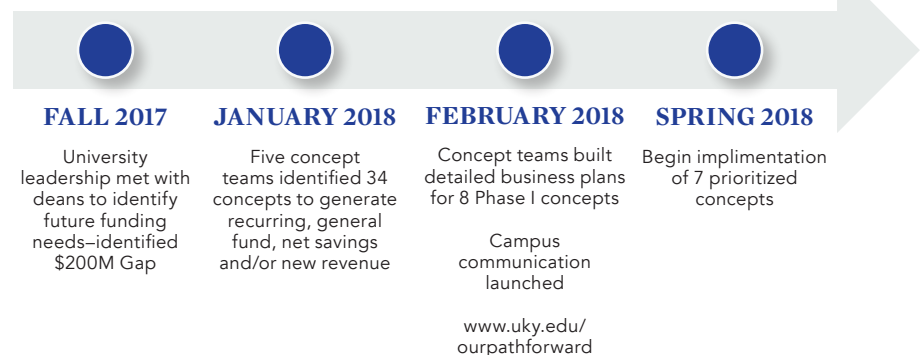 FALL 2017
University
leadership met with
deans to identify
future funding
needs–identified
$200M Gap
JANUARY 2018
Five concept
teams identified 34
concepts to generate
recurring, general
fund, net savings
and/or new revenue
FEBRUARY 2018
Concept teams built
detailed business plans
for 8 Phase I concepts
Campus
communication
launched
www.uky.edu/
ourpathforward
SPRING 2018
Begin implimentation
of 7 prioritized
concepts